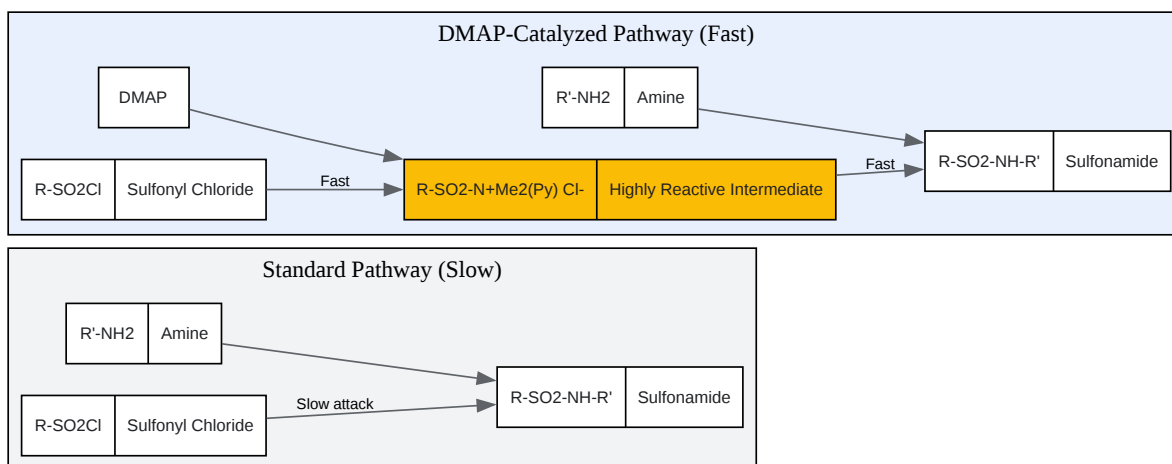 DMAP-Catalyzed Pathway (Fast)
DMAP
R'-NH2 Amine
R-SO2Cl Sulfonyl Chloride
Fast
R-SO2-N+Me2(Py) Cl- Highly Reactive Intermediate
Fast
R-SO2-NH-R' Sulfonamide
Standard Pathway (Slow)
R'-NH2 Amine
R-SO2Cl Sulfonyl Chloride
Slow attack
R-SO2-NH-R' Sulfonamide